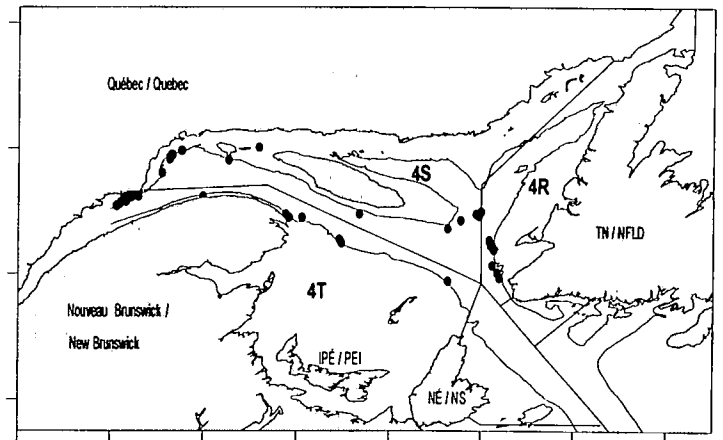 Québec / Quebec
4S
4R
TN / NFLD
4T
Nouveau Brunswick /
New Brunswick
IPÉ / PEI
NÉ / NS